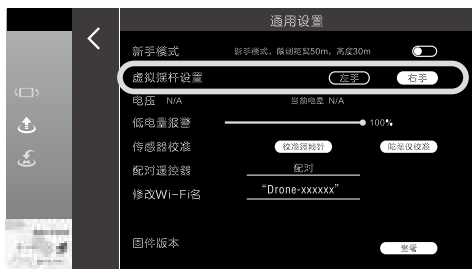 通用设置
新手模式 新手模式，限制距离50m，高度30m
虚拟摇杆设置 左手 右手
电压 N/A 当前电差 N/A
低电量报警 100%
传感器校准 校准指南针 陀螺仪校准
配对遥控器 配对
修改Wi-Fi名 “Drone-xxxxxx”
固件版本 查看